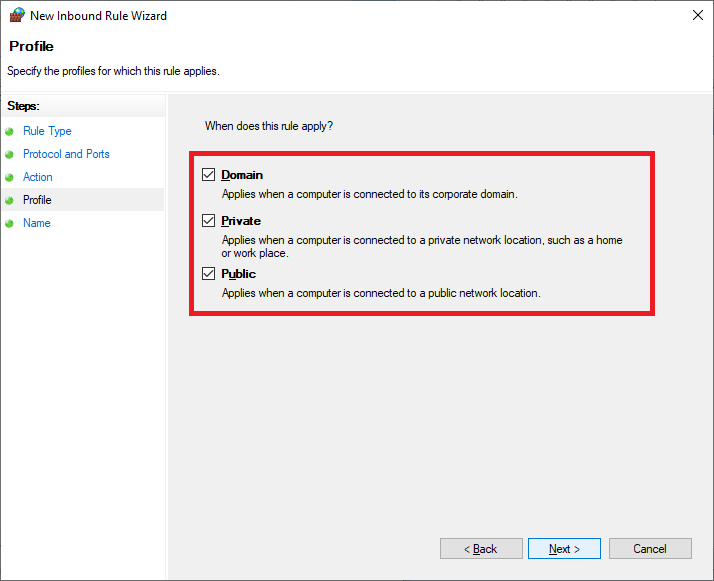 New Inbound Rule Wizard
Profile
Specify the profiles for which this rule applies.
Steps:
Rule Type
Protocol and Ports
Action
Profile
Name
When does this rule apply?
Domain
Applies when a computer is connected to its corporate domain.
Private
Applies when a computer is connected to a private network location, such as a home
or work place.
Public
Applies when a computer is connected to a public network location.
< Back
Next >
Cancel